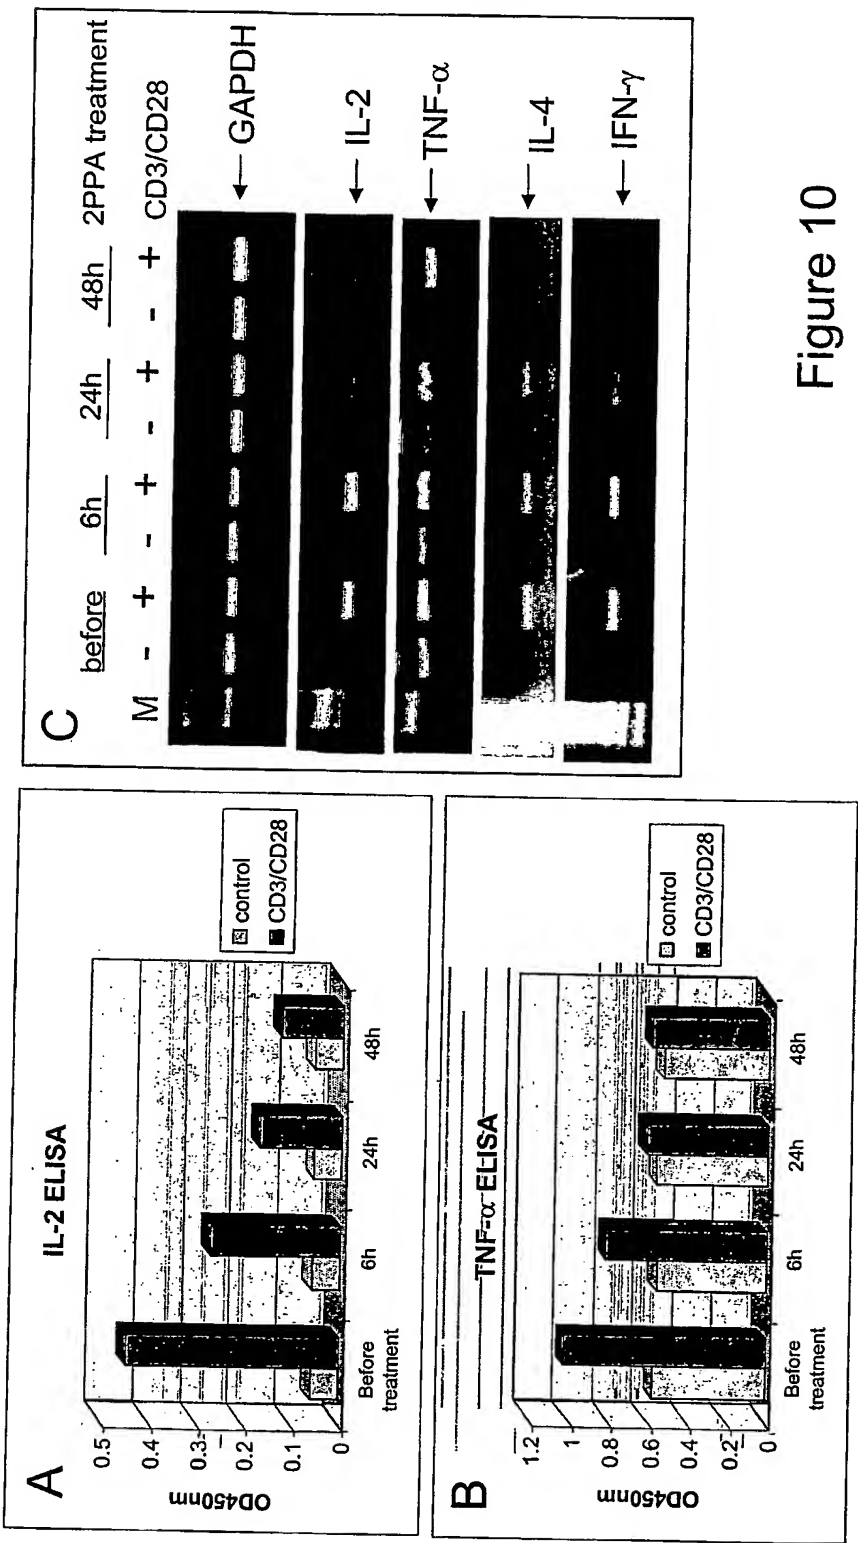 A
IL-2 ELISA
OD450nm
0.5
0.4
0.3
0.2
0.1
0
Before treatment
6h
24h
48h
control
CD3/CD28
B
TNF-α ELISA
OD450nm
1.2
1
0.8
0.6
0.4
0.2
0
Before treatment
6h
24h
48h
control
CD3/CD28
C
before 6h 24h 48h 2PPA treatment
M - + - + - + - + CD3/CD28
GAPDH
IL-2
TNF-α
IL-4
IFN-γ
Figure 10